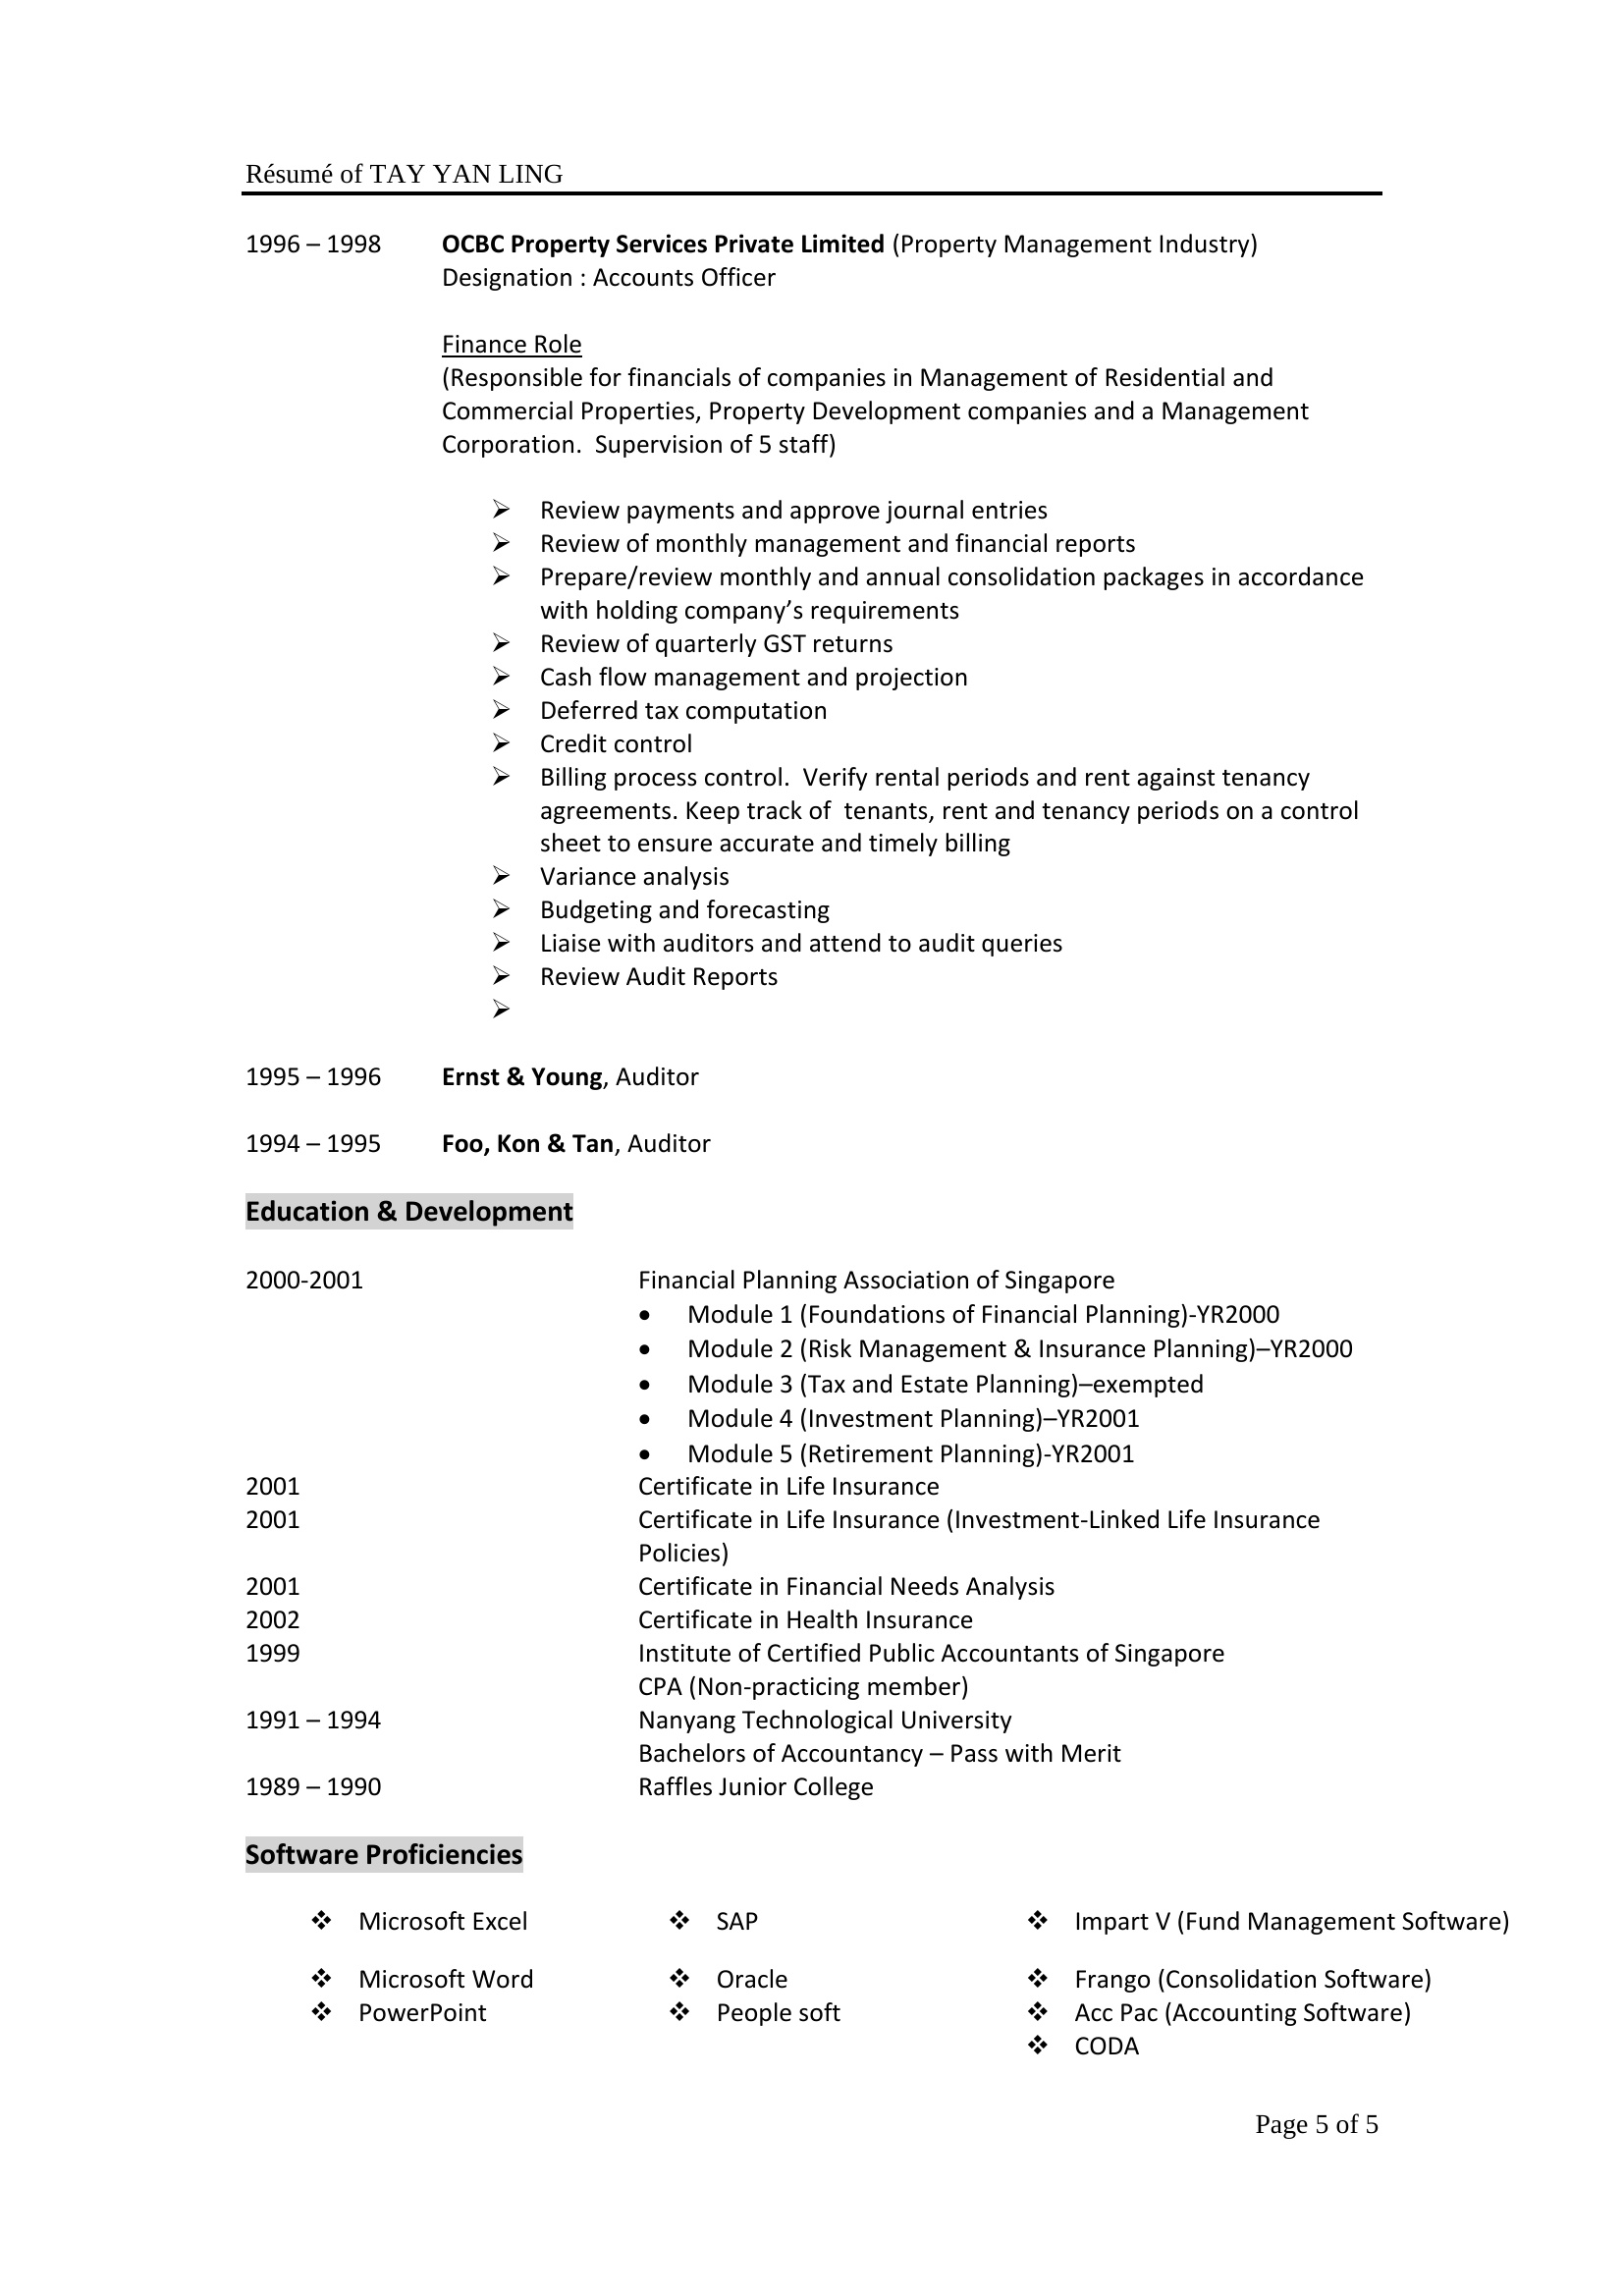 Résumé of TAY YAN LING
1996 – 1998 OCBC Property Services Private Limited (Property Management Industry)
Designation : Accounts Officer
Finance Role
(Responsible for financials of companies in Management of Residential and
Commercial Properties, Property Development companies and a Management
Corporation.  Supervision of 5 staff)
➢ Review payments and approve journal entries
➢ Review of monthly management and financial reports
➢ Prepare/review monthly and annual consolidation packages in accordance
with holding company’s requirements
➢ Review of quarterly GST returns
➢ Cash flow management and projection
➢ Deferred tax computation
➢ Credit control
➢ Billing process control.  Verify rental periods and rent against tenancy
agreements. Keep track of  tenants, rent and tenancy periods on a control
sheet to ensure accurate and timely billing
➢ Variance analysis
➢ Budgeting and forecasting
➢ Liaise with auditors and attend to audit queries
➢ Review Audit Reports
➢
1995 – 1996 Ernst & Young, Auditor
1994 – 1995 Foo, Kon & Tan, Auditor
Education & Development
2000-2001 Financial Planning Association of Singapore
• Module 1 (Foundations of Financial Planning)-YR2000
• Module 2 (Risk Management & Insurance Planning)–YR2000
• Module 3 (Tax and Estate Planning)–exempted
• Module 4 (Investment Planning)–YR2001
• Module 5 (Retirement Planning)-YR2001
2001 Certificate in Life Insurance
2001 Certificate in Life Insurance (Investment-Linked Life Insurance
Policies)
2001 Certificate in Financial Needs Analysis
2002 Certificate in Health Insurance
1999 Institute of Certified Public Accountants of Singapore
CPA (Non-practicing member)
1991 – 1994 Nanyang Technological University
Bachelors of Accountancy – Pass with Merit
1989 – 1990 Raffles Junior College
Software Proficiencies
❖ Microsoft Excel ❖ SAP ❖ Impart V (Fund Management Software)
❖ Microsoft Word ❖ Oracle ❖ Frango (Consolidation Software)
❖ PowerPoint ❖ People soft ❖ Acc Pac (Accounting Software)
❖ CODA
Page 5 of 5